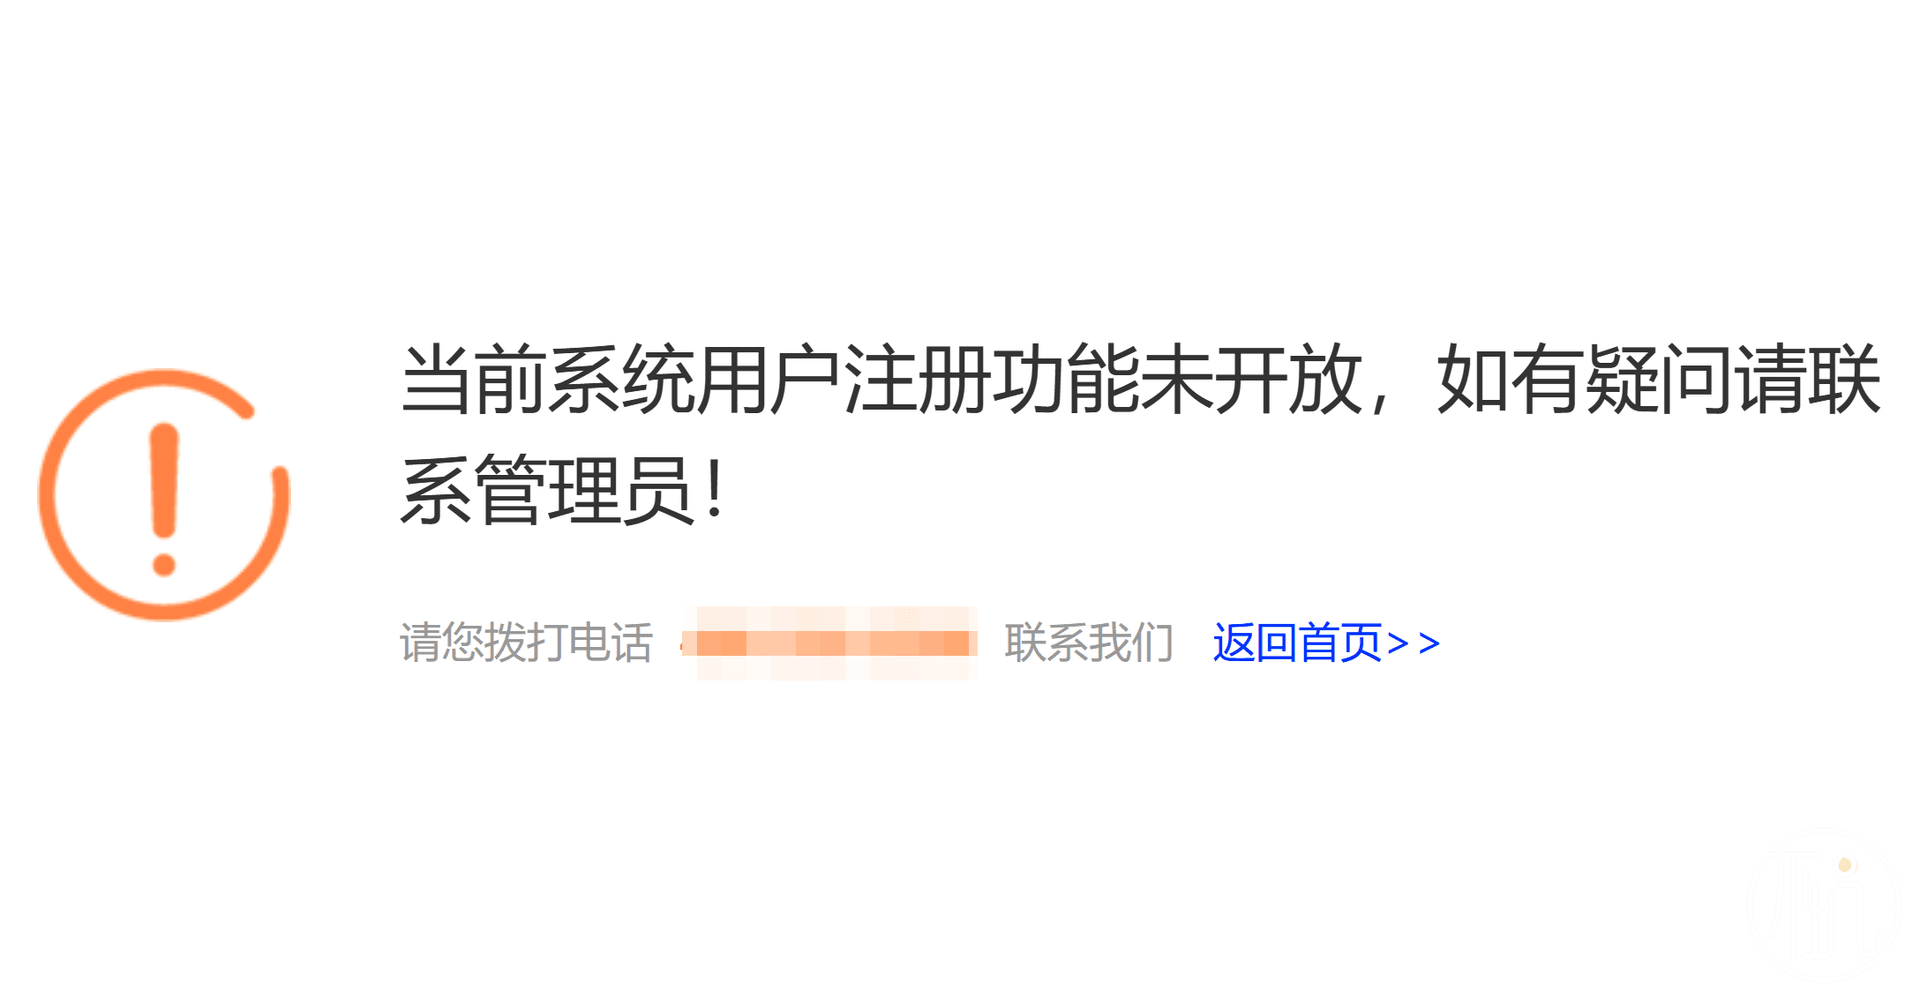 当前系统用户注册功能未开放，如有疑问请联
系管理员！
请您拨打电话 联系我们 返回首页>>